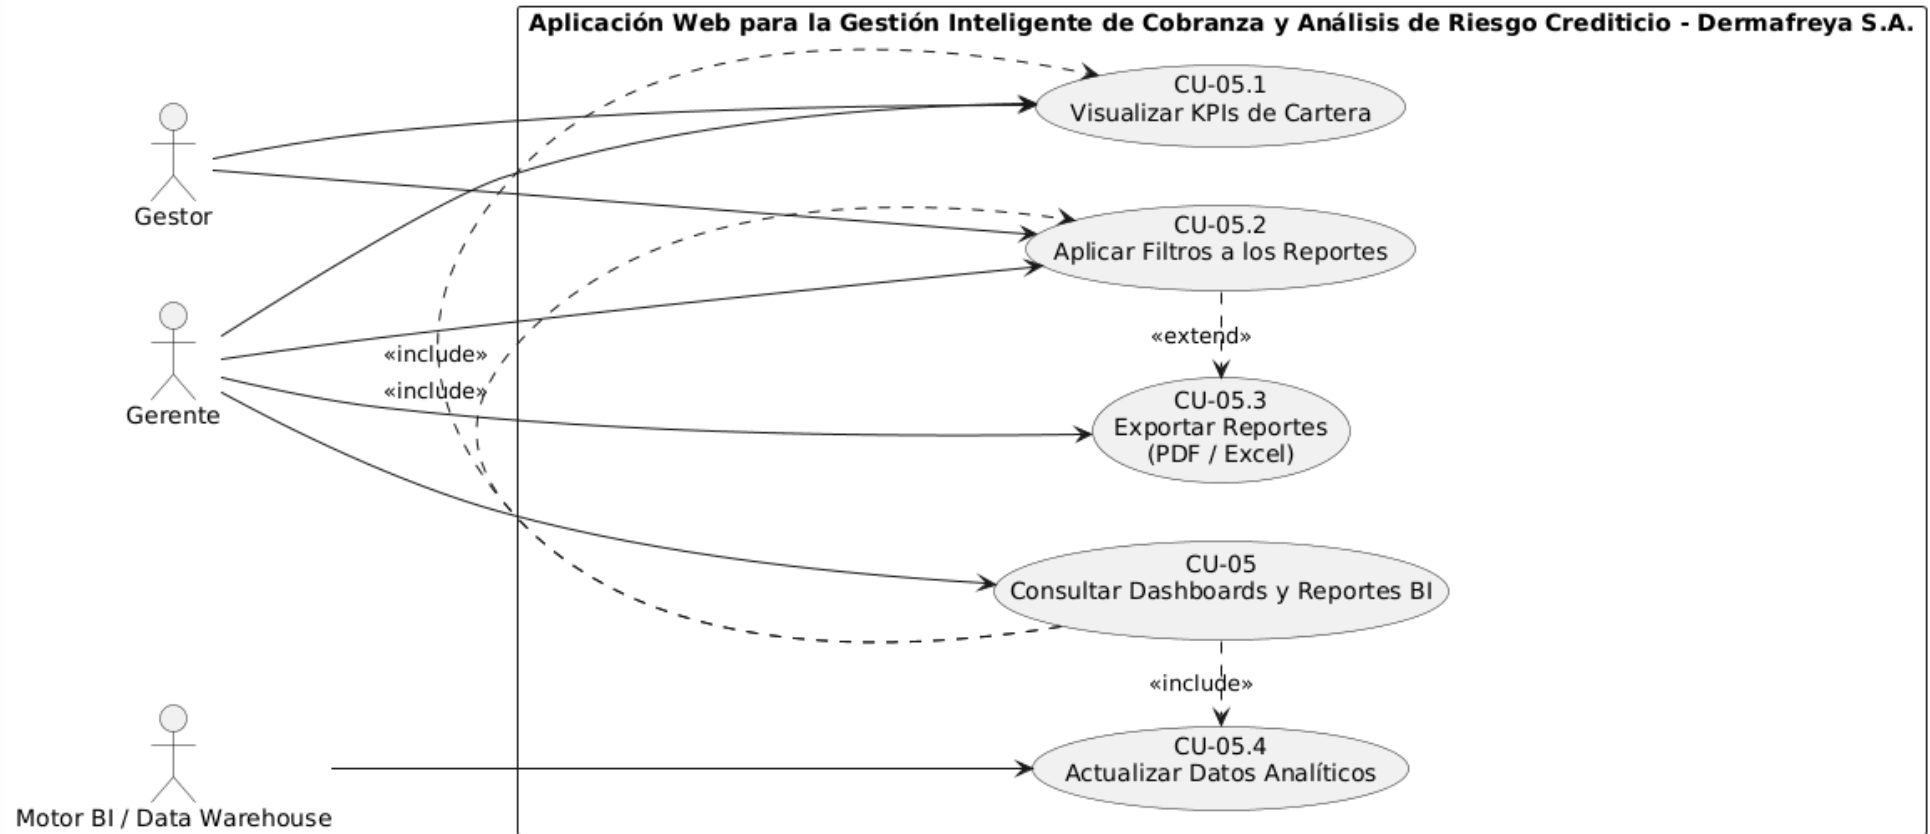 Aplicación Web para la Gestión Inteligente de Cobranza y Análisis de Riesgo Crediticio - Dermafreya S.A.
CU-05.1
Visualizar KPIs de Cartera
Gestor
CU-05.2
Aplicar Filtros a los Reportes
«extend»
«include»
«include»
Gerente
CU-05.3
Exportar Reportes
(PDF / Excel)
CU-05
Consultar Dashboards y Reportes BI
«include»
CU-05.4
Actualizar Datos Analíticos
Motor BI / Data Warehouse